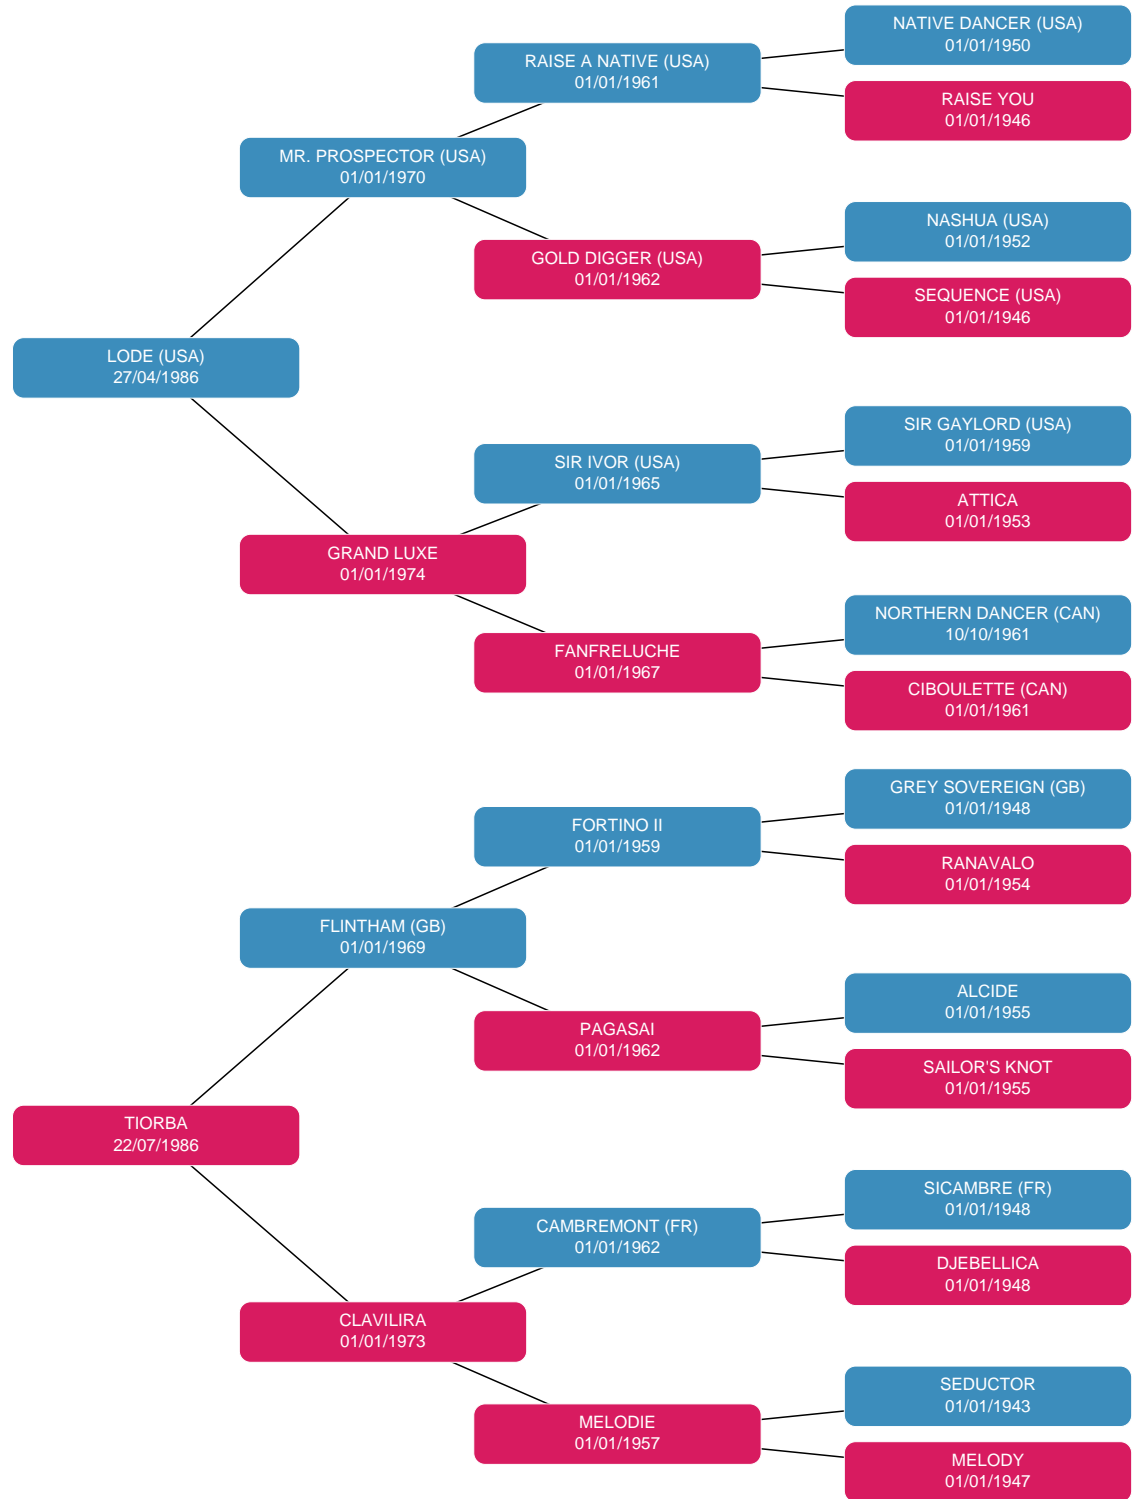 NATIVE DANCER (USA)
01/01/1950
RAISE A NATIVE (USA)
01/01/1961
RAISE YOU
01/01/1946
MR. PROSPECTOR (USA)
01/01/1970
NASHUA (USA)
01/01/1952
GOLD DIGGER (USA)
01/01/1962
SEQUENCE (USA)
01/01/1946
LODE (USA)
27/04/1986
SIR GAYLORD (USA)
01/01/1959
SIR IVOR (USA)
01/01/1965
ATTICA
01/01/1953
GRAND LUXE
01/01/1974
NORTHERN DANCER (CAN)
10/10/1961
FANFRELUCHE
01/01/1967
CIBOULETTE (CAN)
01/01/1961
GREY SOVEREIGN (GB)
01/01/1948
FORTINO II
01/01/1959
RANAVALO
01/01/1954
FLINTHAM (GB)
01/01/1969
ALCIDE
01/01/1955
PAGASAI
01/01/1962
SAILOR'S KNOT
01/01/1955
TIORBA
22/07/1986
SICAMBRE (FR)
01/01/1948
CAMBREMONT (FR)
01/01/1962
DJEBELLICA
01/01/1948
CLAVILIRA
01/01/1973
SEDUCTOR
01/01/1943
MELODIE
01/01/1957
MELODY
01/01/1947